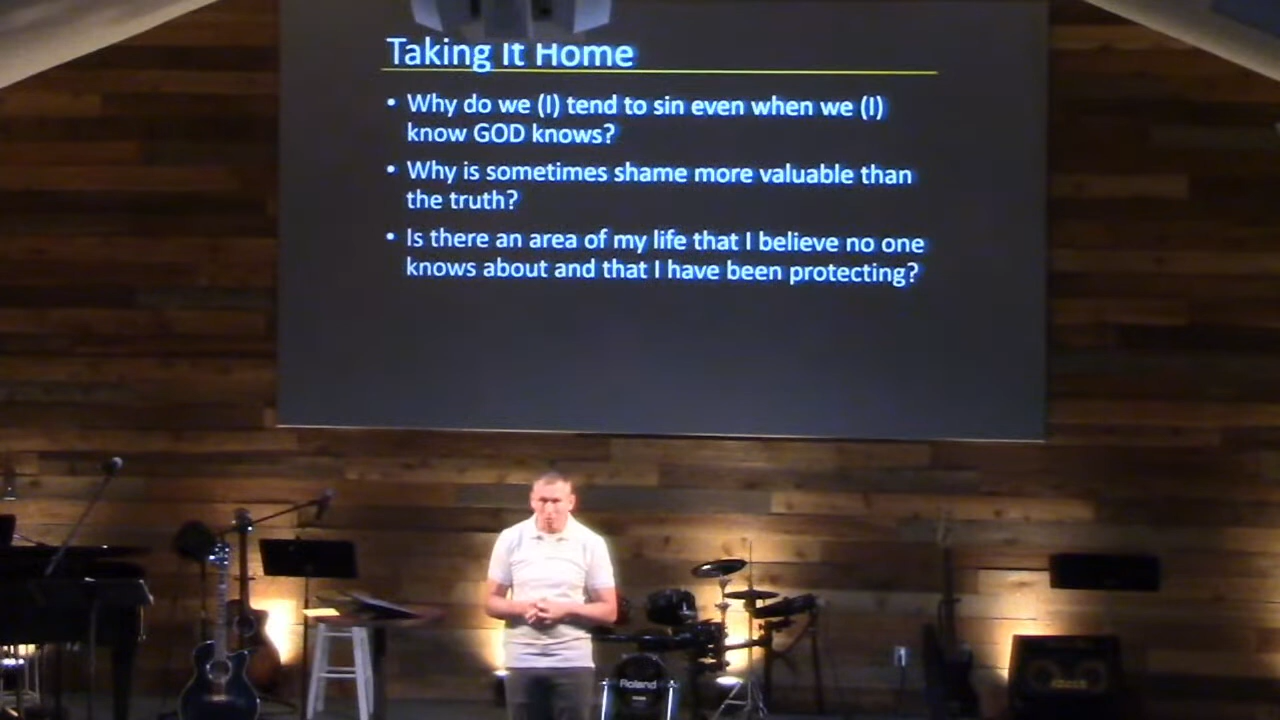 Taking It Home
• Why do we (I) tend to sin even when we (I)
know GOD knows?
• Why is sometimes shame more valuable than
the truth?
• Is there an area of my life that I believe no one
knows about and that I have been protecting?
Roland